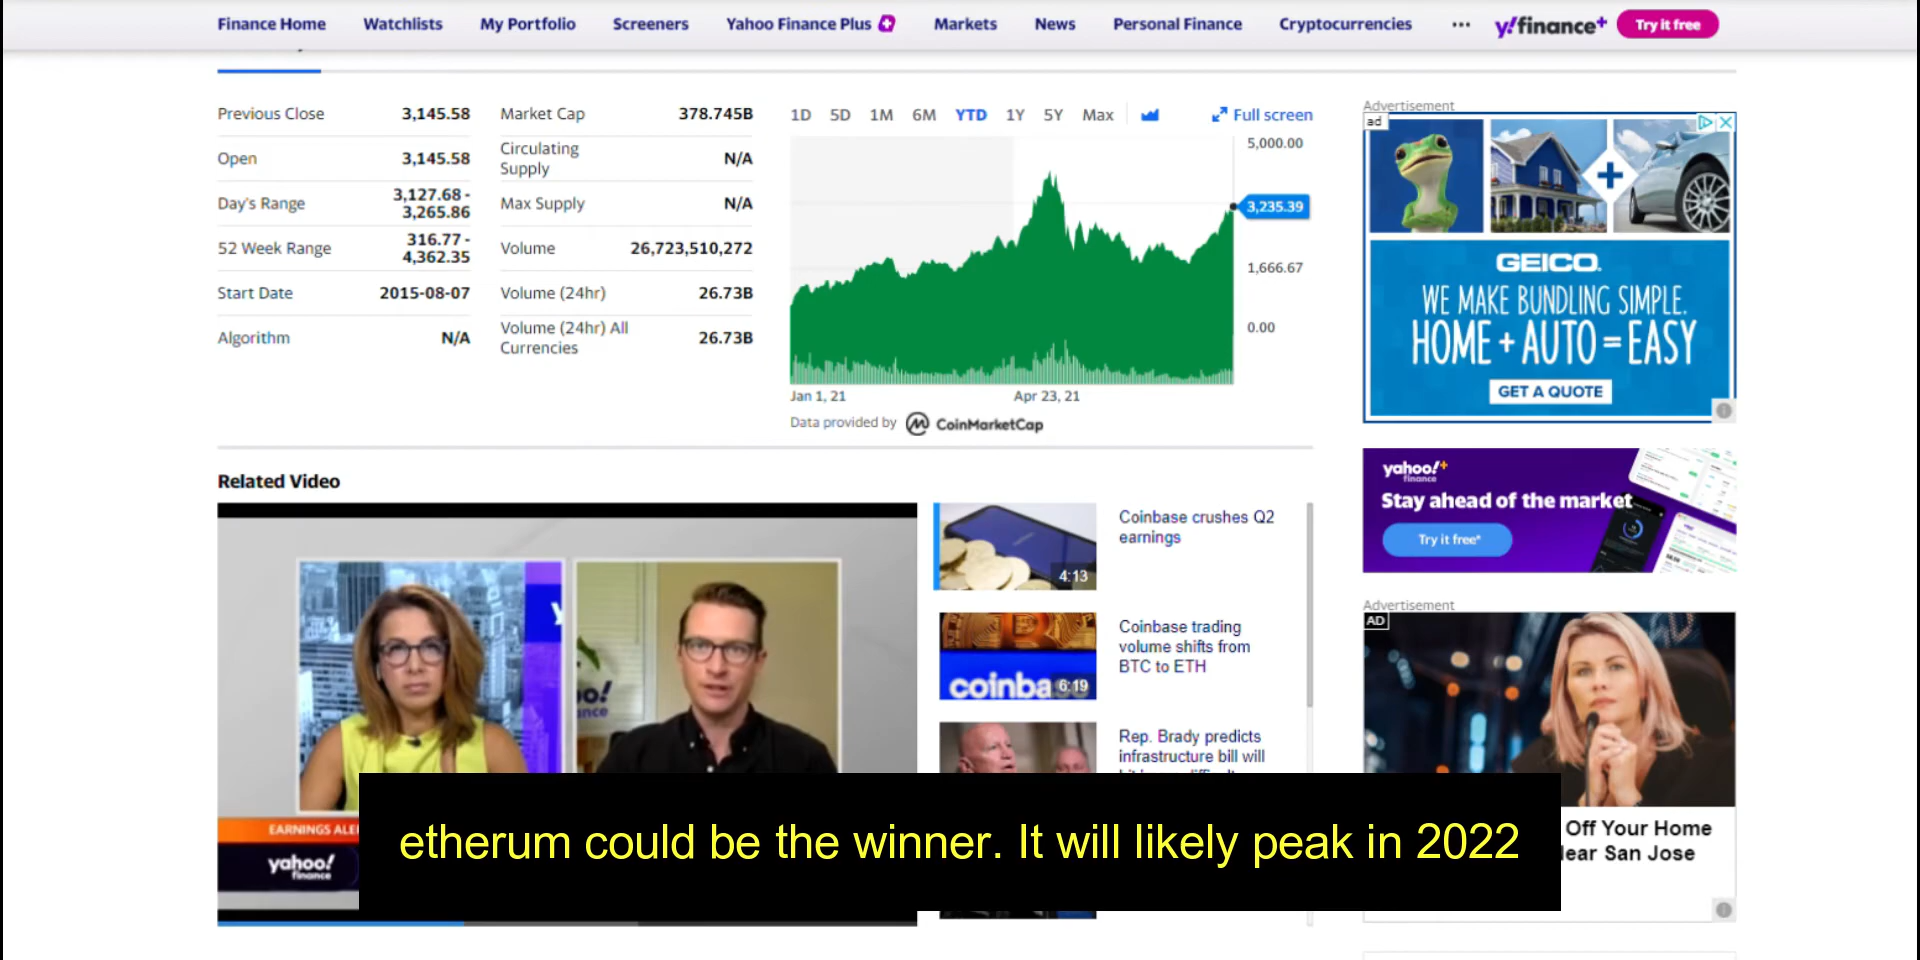 Finance Home Watchlists My Portfolio Screeners Yahoo Finance Plus Markets News Personal Finance Cryptocurrencies ... y!finance+ Try it free
Previous Close 3,145.58
Open 3,145.58
Day's Range 3,127.68 -
3,265.86
52 Week Range 316.77 -
4,362.35
Start Date 2015-08-07
Algorithm N/A
Market Cap 378.745B
Circulating
Supply N/A
Max Supply N/A
Volume 26,723,510,272
Volume (24hr) 26.73B
Volume (24hr) All
Currencies 26.73B
1D 5D 1M 6M YTD 1Y 5Y Max Full screen
5,000.00
3,235.39
1,666.67
0.00
Jan 1, 21 Apr 23, 21
Data provided by CoinMarketCap
Advertisement
ad
GEICO.
WE MAKE BUNDLING SIMPLE.
HOME + AUTO = EASY
GET A QUOTE
yahoo!+
finance
Stay ahead of the market
Try it free*
Related Video
EARNINGS ALE
yahoo!
finance
Coinbase crushes Q2
earnings
4:13
Coinbase trading
volume shifts from
BTC to ETH
6:19
Rep. Brady predicts
infrastructure bill will
Advertisement
AD
Off Your Home
ear San Jose
etherum could be the winner. It will likely peak in 2022